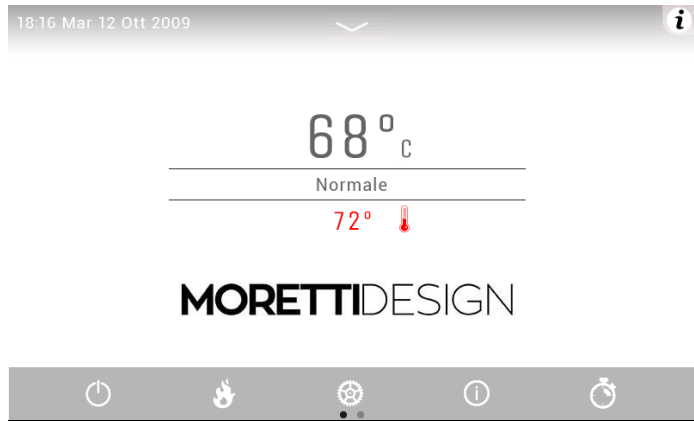 18:16 Mar 12 Ott 2009
i
68° C
Normale
72°
MORETTIDESIGN
i